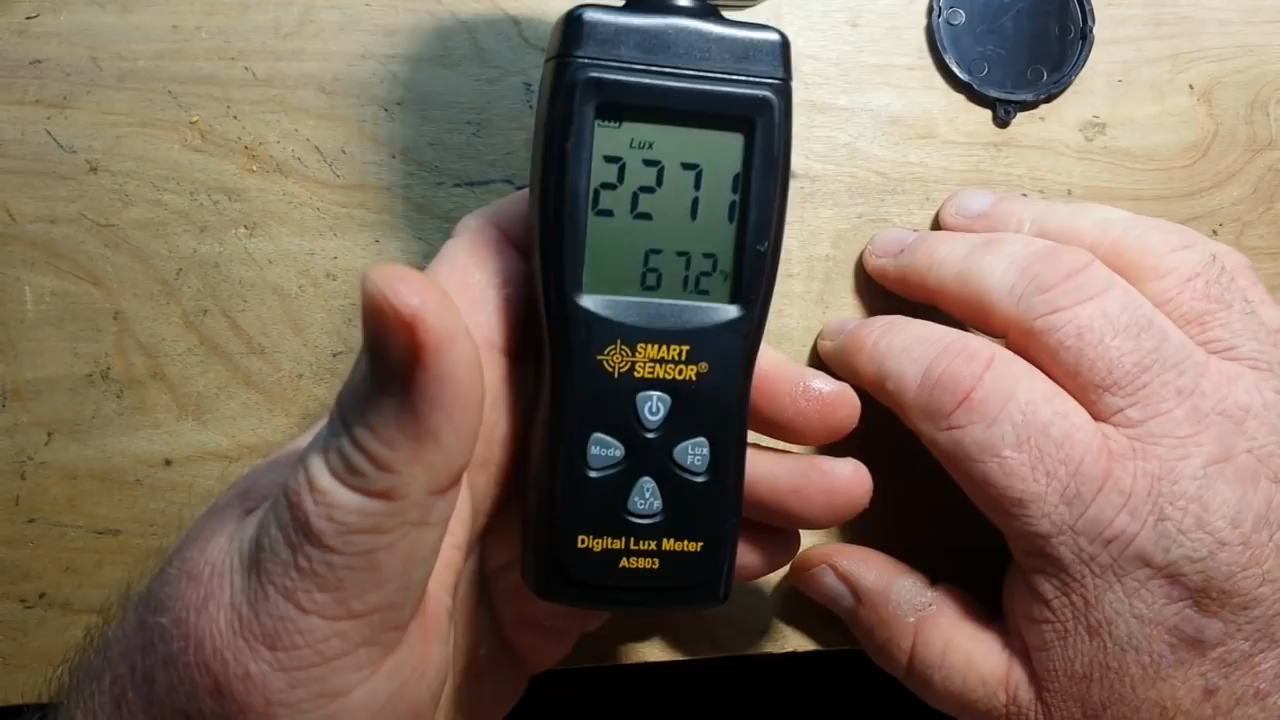 Lux
2271
67.2°F
SMART
SENSOR®
Mode
Lux
FC
°C/°F
Digital Lux Meter
AS803